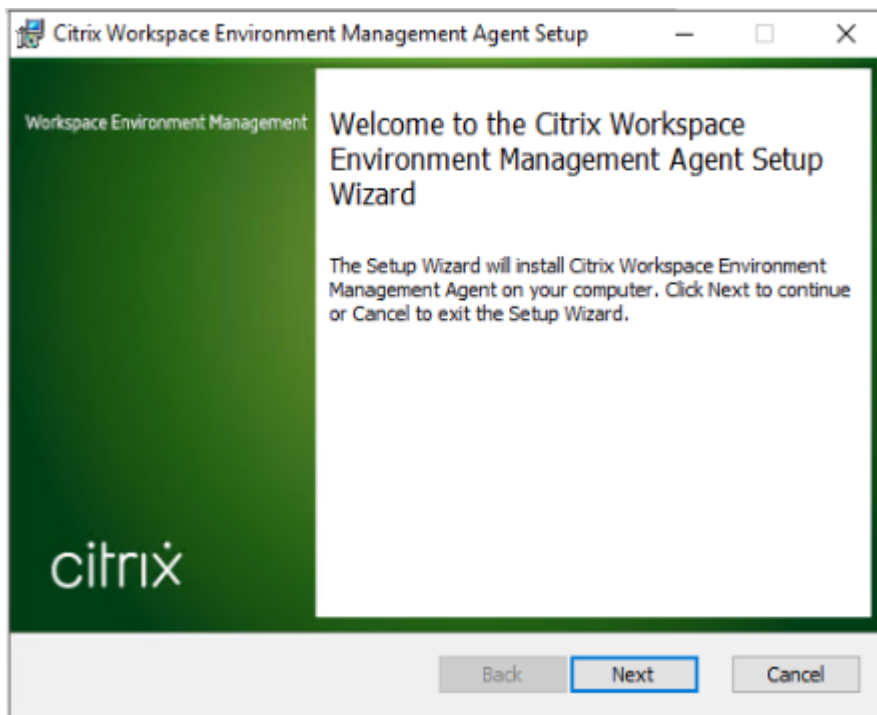 Citrix Workspace Environment Management Agent Setup
Workspace Environment Management
Welcome to the Citrix Workspace
Environment Management Agent Setup
Wizard
The Setup Wizard will install Citrix Workspace Environment
Management Agent on your computer. Click Next to continue
or Cancel to exit the Setup Wizard.
citrix
Back
Next
Cancel